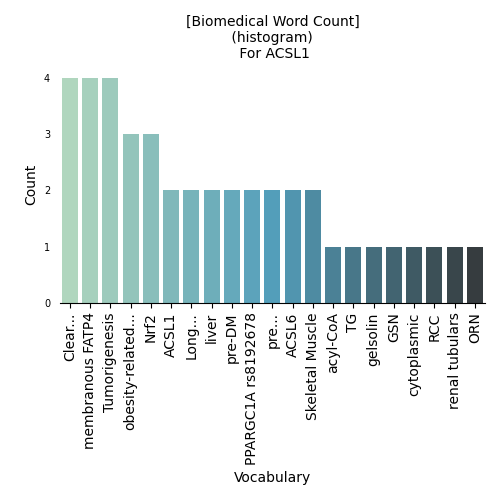 [Biomedical Word Count]
(histogram)
For ACSL1
Count
4
3
2
1
0
Clear...
membranous FATP4
Tumorigenesis
obesity-related...
Nrf2
ACSL1
Long...
liver
pre-DM
PPARGC1A rs8192678
pre...
ACSL6
Skeletal Muscle
acyl-CoA
TG
gelsolin
GSN
cytoplasmic
RCC
renal tubulars
ORN
Vocabulary